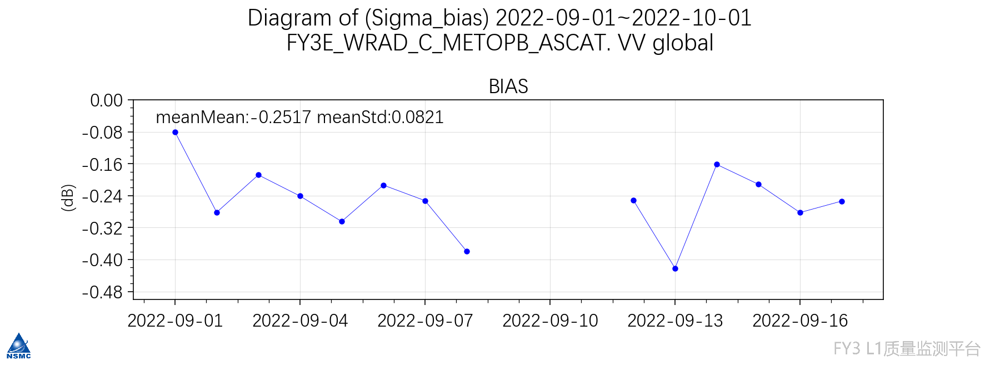 Diagram of (Sigma_bias) 2022-09-01~2022-10-01
FY3E_WRAD_C_METOPB_ASCAT. VV global
BIAS
meanMean:-0.2517 meanStd:0.0821
0.00
-0.08
-0.16
-0.24
-0.32
-0.40
-0.48
(dB)
2022-09-01 2022-09-04 2022-09-07 2022-09-10 2022-09-13 2022-09-16
NSMC
FY3 L1质量监测平台